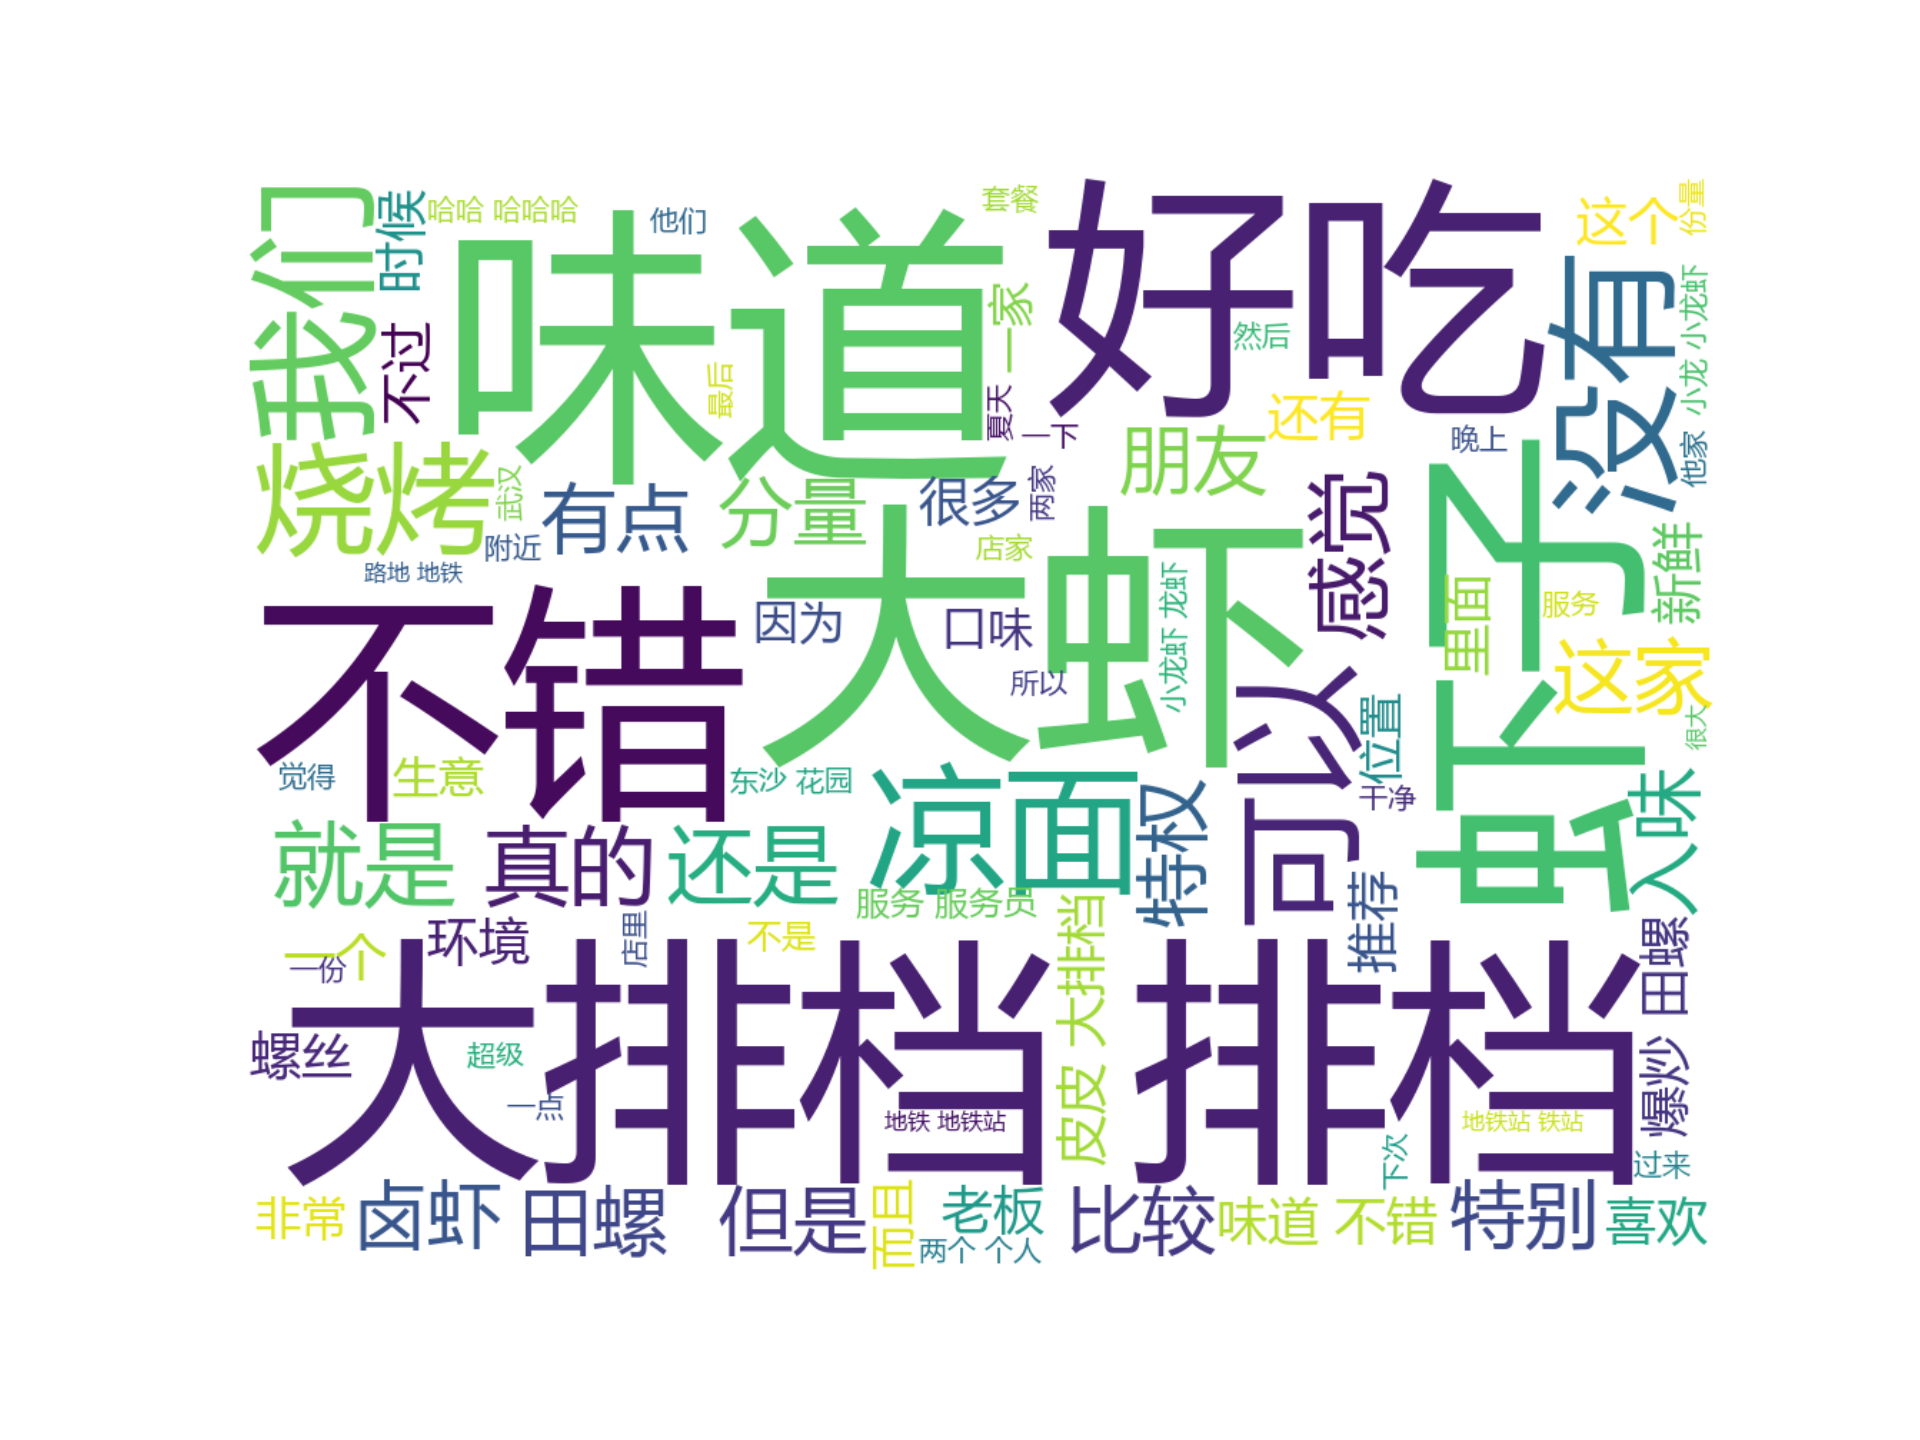 我们
时候
哈哈 哈哈哈
他们
套餐
好吃
这个
份量
味道
不过
一家
然后
没有
小龙 小龙虾
最后
夏天
一下
还有
晚上
他家
烧烤
武汉
有点
分量
很多
两家
朋友
感觉
虾子
新鲜
附近
店家
路地 地铁
不错
大虾
因为
口味
所以
小龙虾 龙虾
里面
服务
这家
很大
觉得
生意
东沙 花园
凉面
特权
可以
位置
干净
入味
就是
真的
还是
服务 服务员
推荐
一个
一份
环境
店里
不是
皮皮 大排档
田螺
大排档 排档
螺丝
超级
一点
地铁 地铁站
地铁站 铁站
爆炒
下次
过来
非常
卤虾
田螺
但是
而且
老板
两个 个人
比较
味道 不错
特别
喜欢